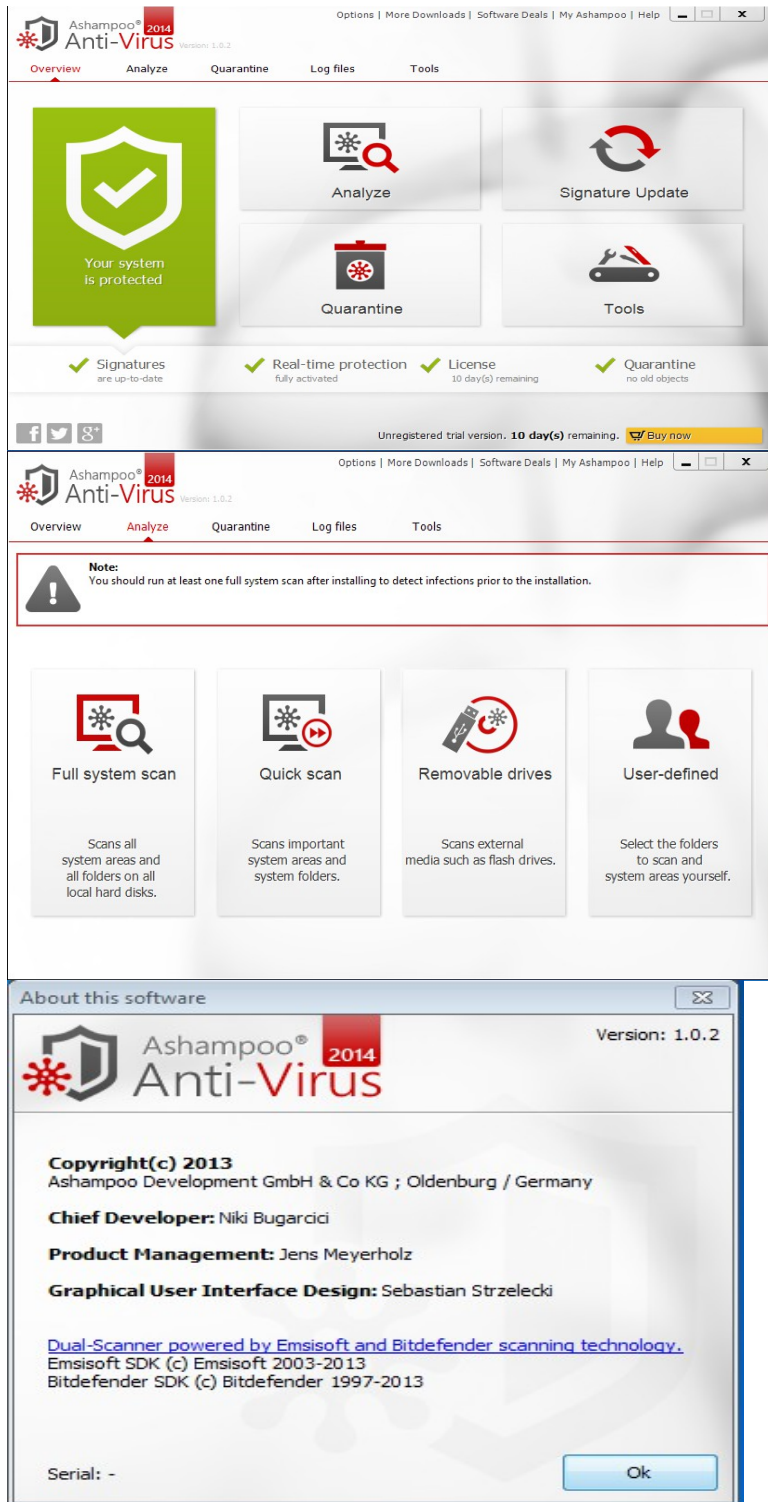 Options | More Downloads | Software Deals | My Ashampoo | Help
Ashampoo® 2014
Anti-Virus Version: 1.0.2
Overview Analyze Quarantine Log files Tools
Analyze
Signature Update
Your system
is protected
Quarantine
Tools
Signatures
are up-to-date
Real-time protection
fully activated
License
10 day(s) remaining
Quarantine
no old objects
f g+ Unregistered trial version. 10 day(s) remaining. Buy now
Options | More Downloads | Software Deals | My Ashampoo | Help
Ashampoo® 2014
Anti-Virus Version: 1.0.2
Overview Analyze Quarantine Log files Tools
Note:
You should run at least one full system scan after installing to detect infections prior to the installation.
Full system scan
Scans all
system areas and
all folders on all
local hard disks.
Quick scan
Scans important
system areas and
system folders.
Removable drives
Scans external
media such as flash drives.
User-defined
Select the folders
to scan and
system areas yourself.
About this software
Ashampoo® 2014
Anti-Virus
Version: 1.0.2
Copyright(c) 2013
Ashampoo Development GmbH & Co KG ; Oldenburg / Germany
Chief Developer: Niki Bugarcici
Product Management: Jens Meyerholz
Graphical User Interface Design: Sebastian Strzelecki
Dual-Scanner powered by Emsisoft and Bitdefender scanning technology.
Emsisoft SDK (c) Emsisoft 2003-2013
Bitdefender SDK (c) Bitdefender 1997-2013
Serial: -
Ok